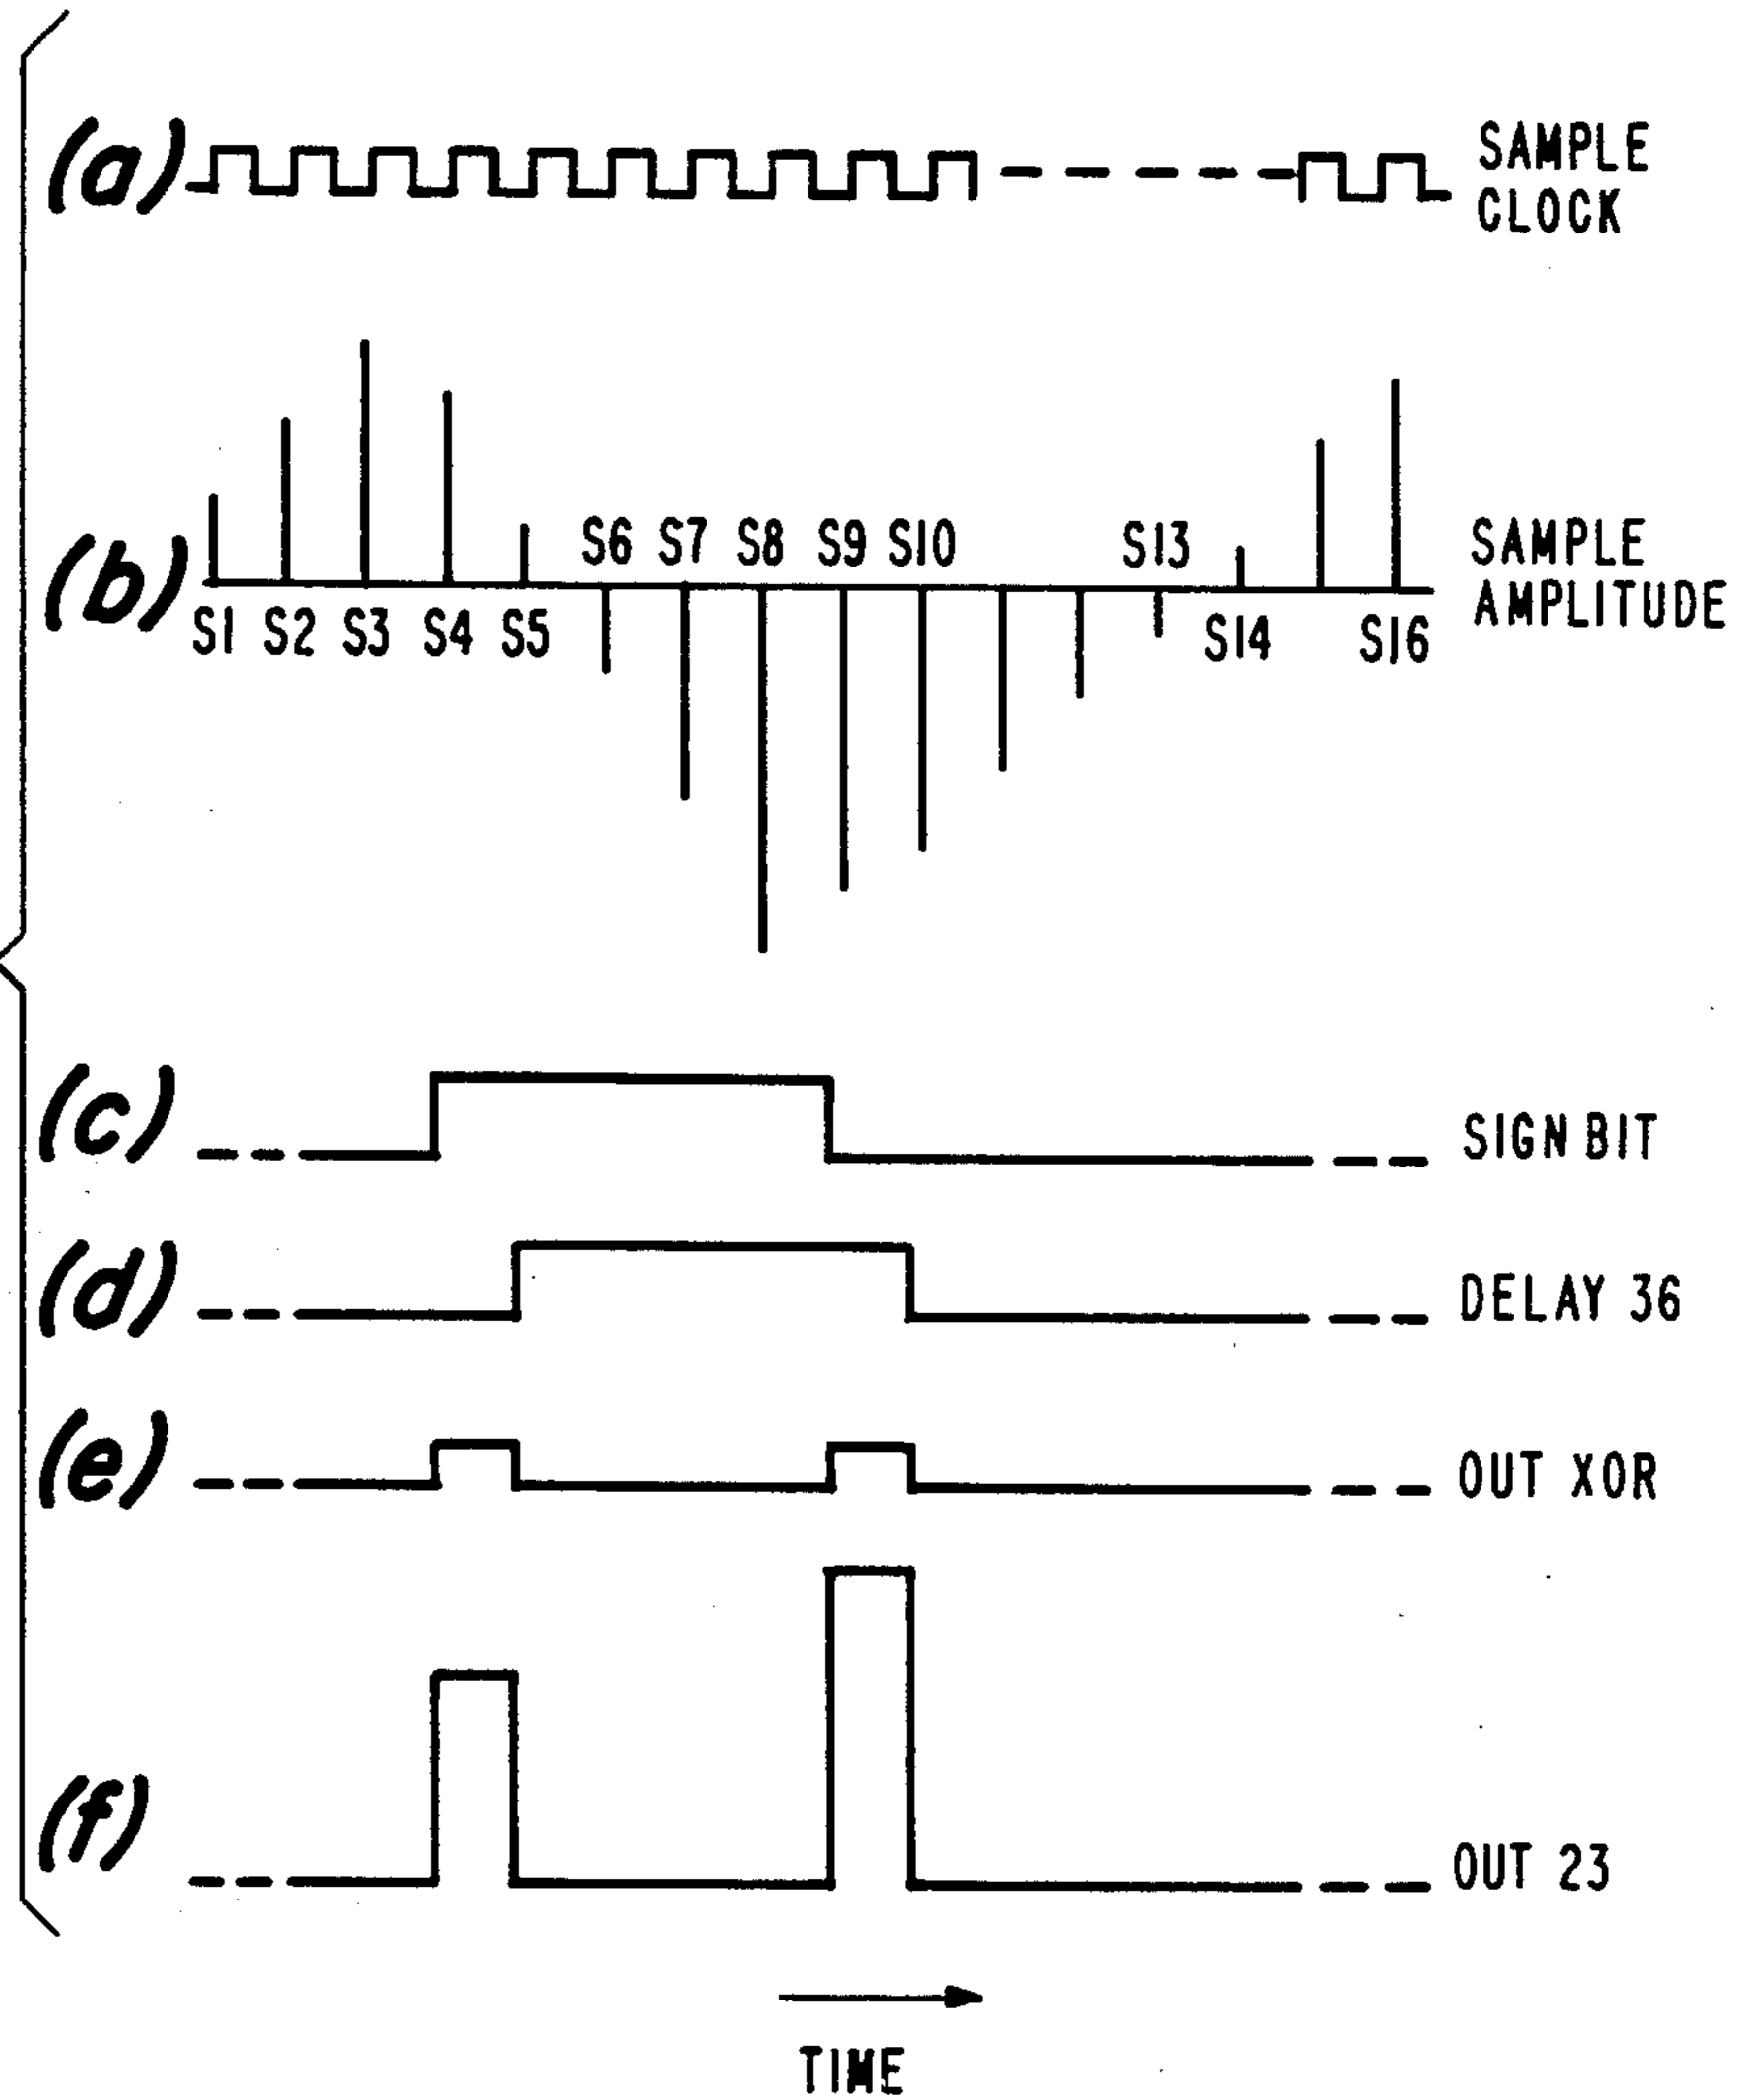 (a)
SAMPLE
CLOCK
S6 S7 S8 S9 S10 S13
(b)
SAMPLE
AMPLITUDE
S1 S2 S3 S4 S5 S14 S16
(c)
SIGN BIT
(d)
DELAY 36
(e)
OUT XOR
(f)
OUT 23
TIME